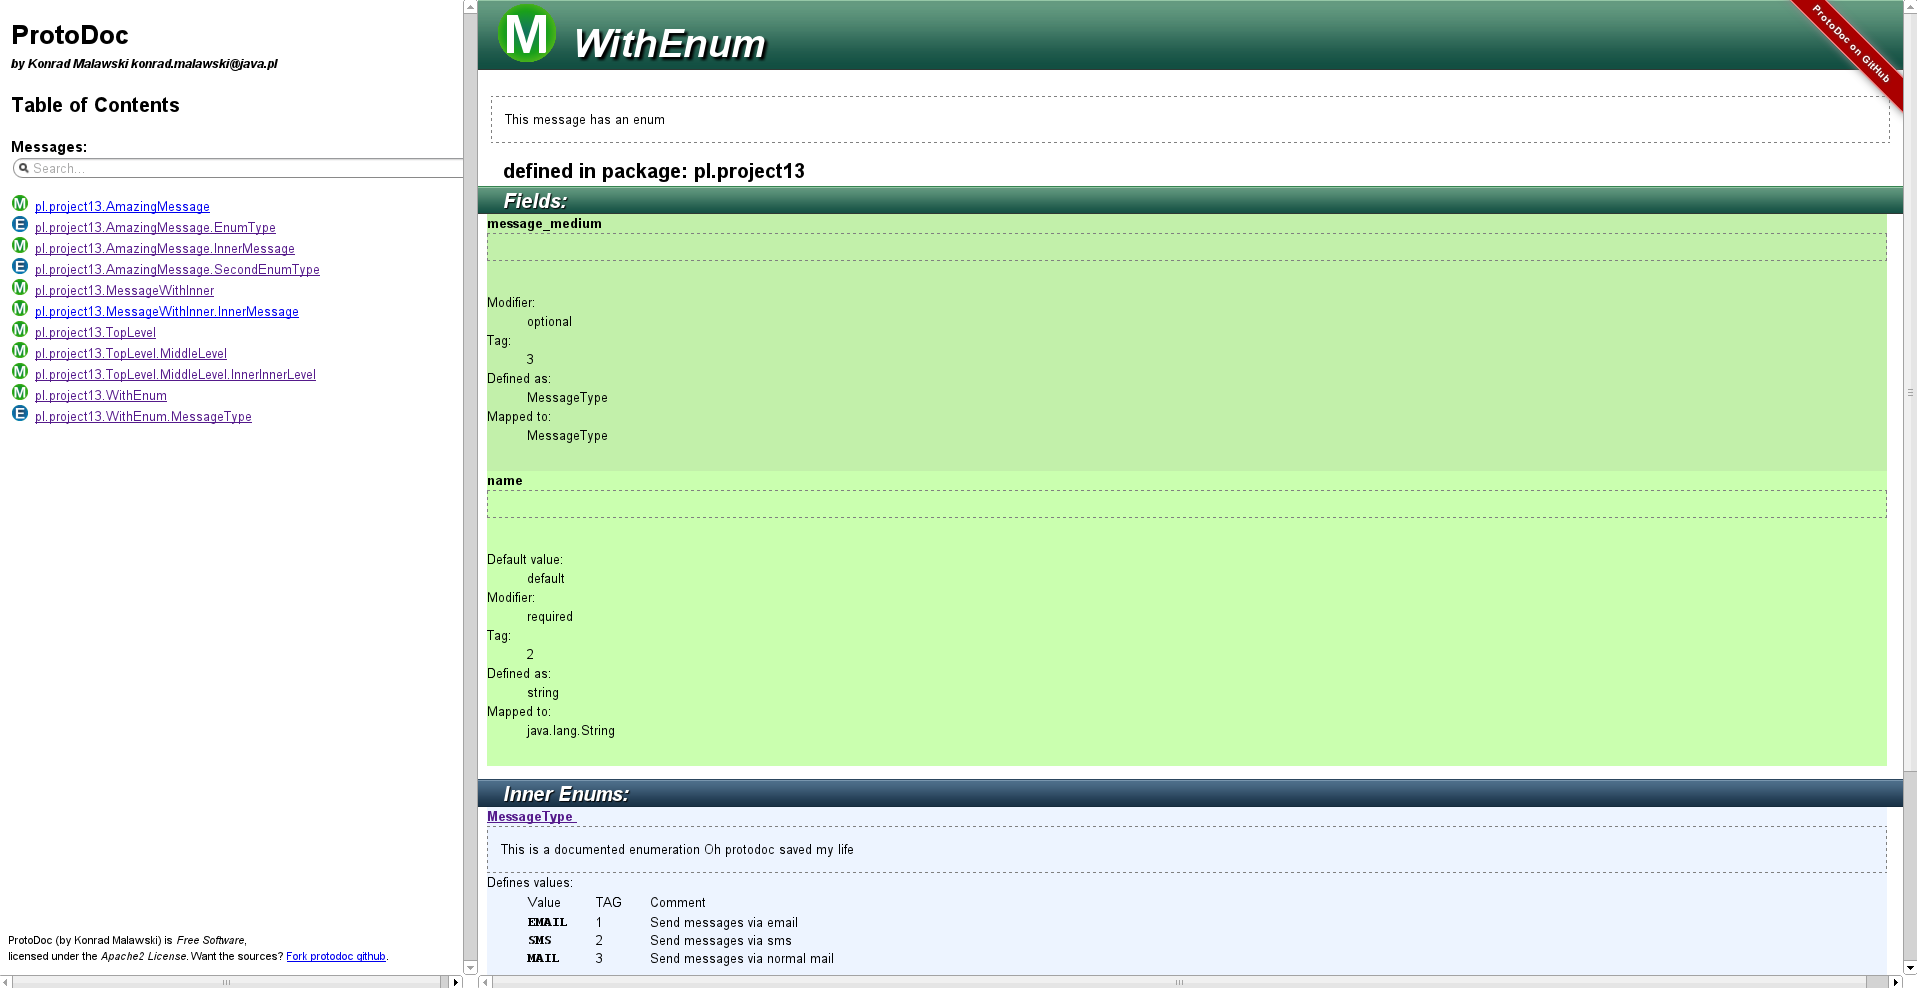 ProtoDoc
by Konrad Malawski konrad.malawski@java.pl
Table of Contents
Messages:
Search...
M pl.project13.AmazingMessage
E pl.project13.AmazingMessage.EnumType
M pl.project13.AmazingMessage.InnerMessage
E pl.project13.AmazingMessage.SecondEnumType
M pl.project13.MessageWithInner
M pl.project13.MessageWithInner.InnerMessage
M pl.project13.TopLevel
M pl.project13.TopLevel.MiddleLevel
M pl.project13.TopLevel.MiddleLevel.InnerInnerLevel
M pl.project13.WithEnum
E pl.project13.WithEnum.MessageType
ProtoDoc (by Konrad Malawski) is Free Software,
licensed under the Apache2 License. Want the sources? Fork protodoc github.
M WithEnum
ProtoDoc on GitHub
This message has an enum
defined in package: pl.project13
Fields:
message_medium
Modifier:
optional
Tag:
3
Defined as:
MessageType
Mapped to:
MessageType
name
Default value:
default
Modifier:
required
Tag:
2
Defined as:
string
Mapped to:
java.lang.String
Inner Enums:
MessageType
This is a documented enumeration Oh protodoc saved my life
Defines values:
Value TAG Comment
EMAIL 1 Send messages via email
SMS 2 Send messages via sms
MAIL 3 Send messages via normal mail